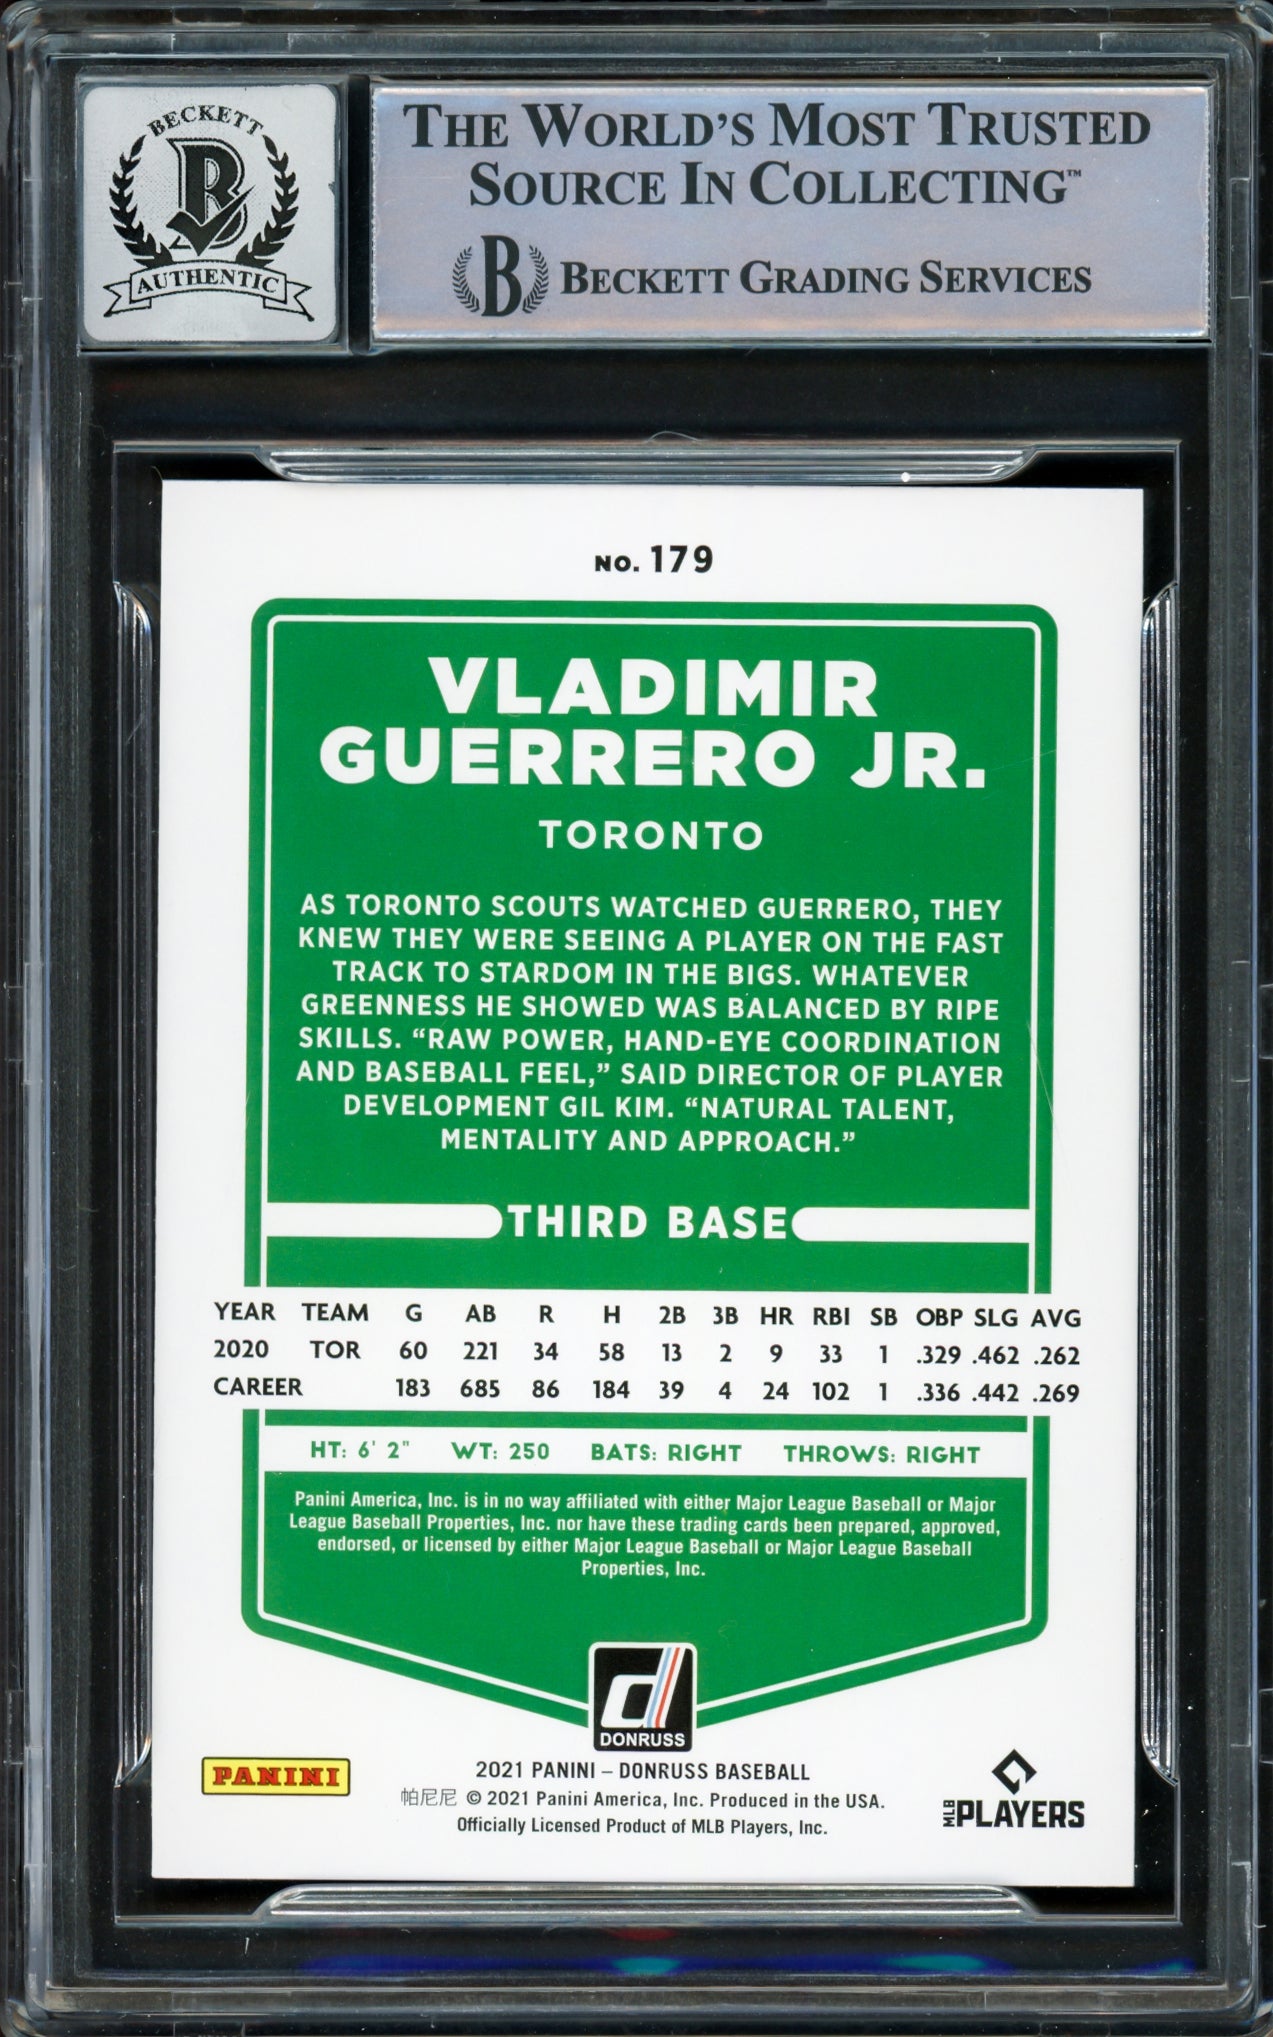 BECKETT
B
AUTHENTIC
THE WORLD'S MOST TRUSTED
SOURCE IN COLLECTING™
B BECKETT GRADING SERVICES
NO. 179
VLADIMIR
GUERRERO JR.
TORONTO
AS TORONTO SCOUTS WATCHED GUERRERO, THEY
KNEW THEY WERE SEEING A PLAYER ON THE FAST
TRACK TO STARDOM IN THE BIGS. WHATEVER
GREENNESS HE SHOWED WAS BALANCED BY RIPE
SKILLS. “RAW POWER, HAND-EYE COORDINATION
AND BASEBALL FEEL,” SAID DIRECTOR OF PLAYER
DEVELOPMENT GIL KIM. “NATURAL TALENT,
MENTALITY AND APPROACH.”
THIRD BASE
YEAR TEAM G AB R H 2B 3B HR RBI SB OBP SLG AVG
2020 TOR 60 221 34 58 13 2 9 33 1 .329 .462 .262
CAREER 183 685 86 184 39 4 24 102 1 .336 .442 .269
HT: 6' 2" WT: 250 BATS: RIGHT THROWS: RIGHT
Panini America, Inc. is in no way affiliated with either Major League Baseball or Major
League Baseball Properties, Inc. nor have these trading cards been prepared, approved,
endorsed, or licensed by either Major League Baseball or Major League Baseball
Properties, Inc.
d
DONRUSS
PANINI
2021 PANINI – DONRUSS BASEBALL
帕尼尼 © 2021 Panini America, Inc. Produced in the USA.
Officially Licensed Product of MLB Players, Inc.
MLB PLAYERS